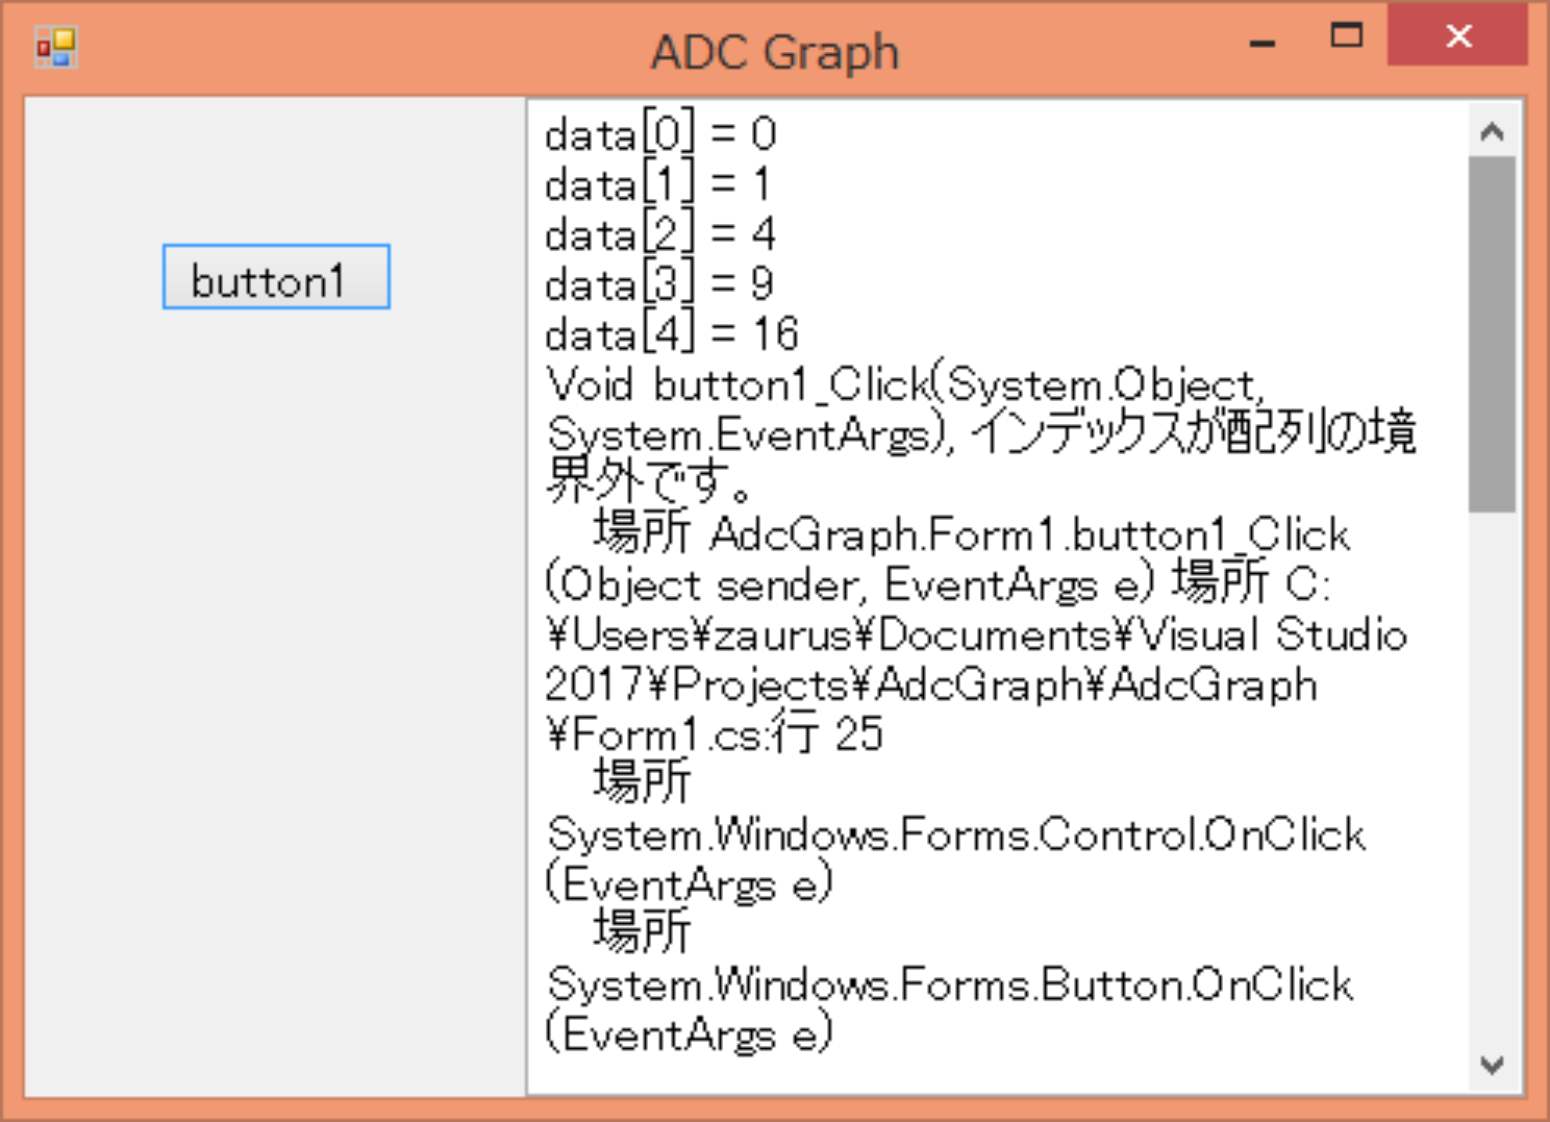 ADC Graph
button1
data[0] = 0
data[1] = 1
data[2] = 4
data[3] = 9
data[4] = 16
Void button1_Click(System.Object,
System.EventArgs), インデックスが配列の境
界外です。
場所 AdcGraph.Form1.button1_Click
(Object sender, EventArgs e) 場所 C:
¥Users¥zaurus¥Documents¥Visual Studio
2017¥Projects¥AdcGraph¥AdcGraph
¥Form1.cs:行 25
場所
System.Windows.Forms.Control.OnClick
(EventArgs e)
場所
System.Windows.Forms.Button.OnClick
(EventArgs e)